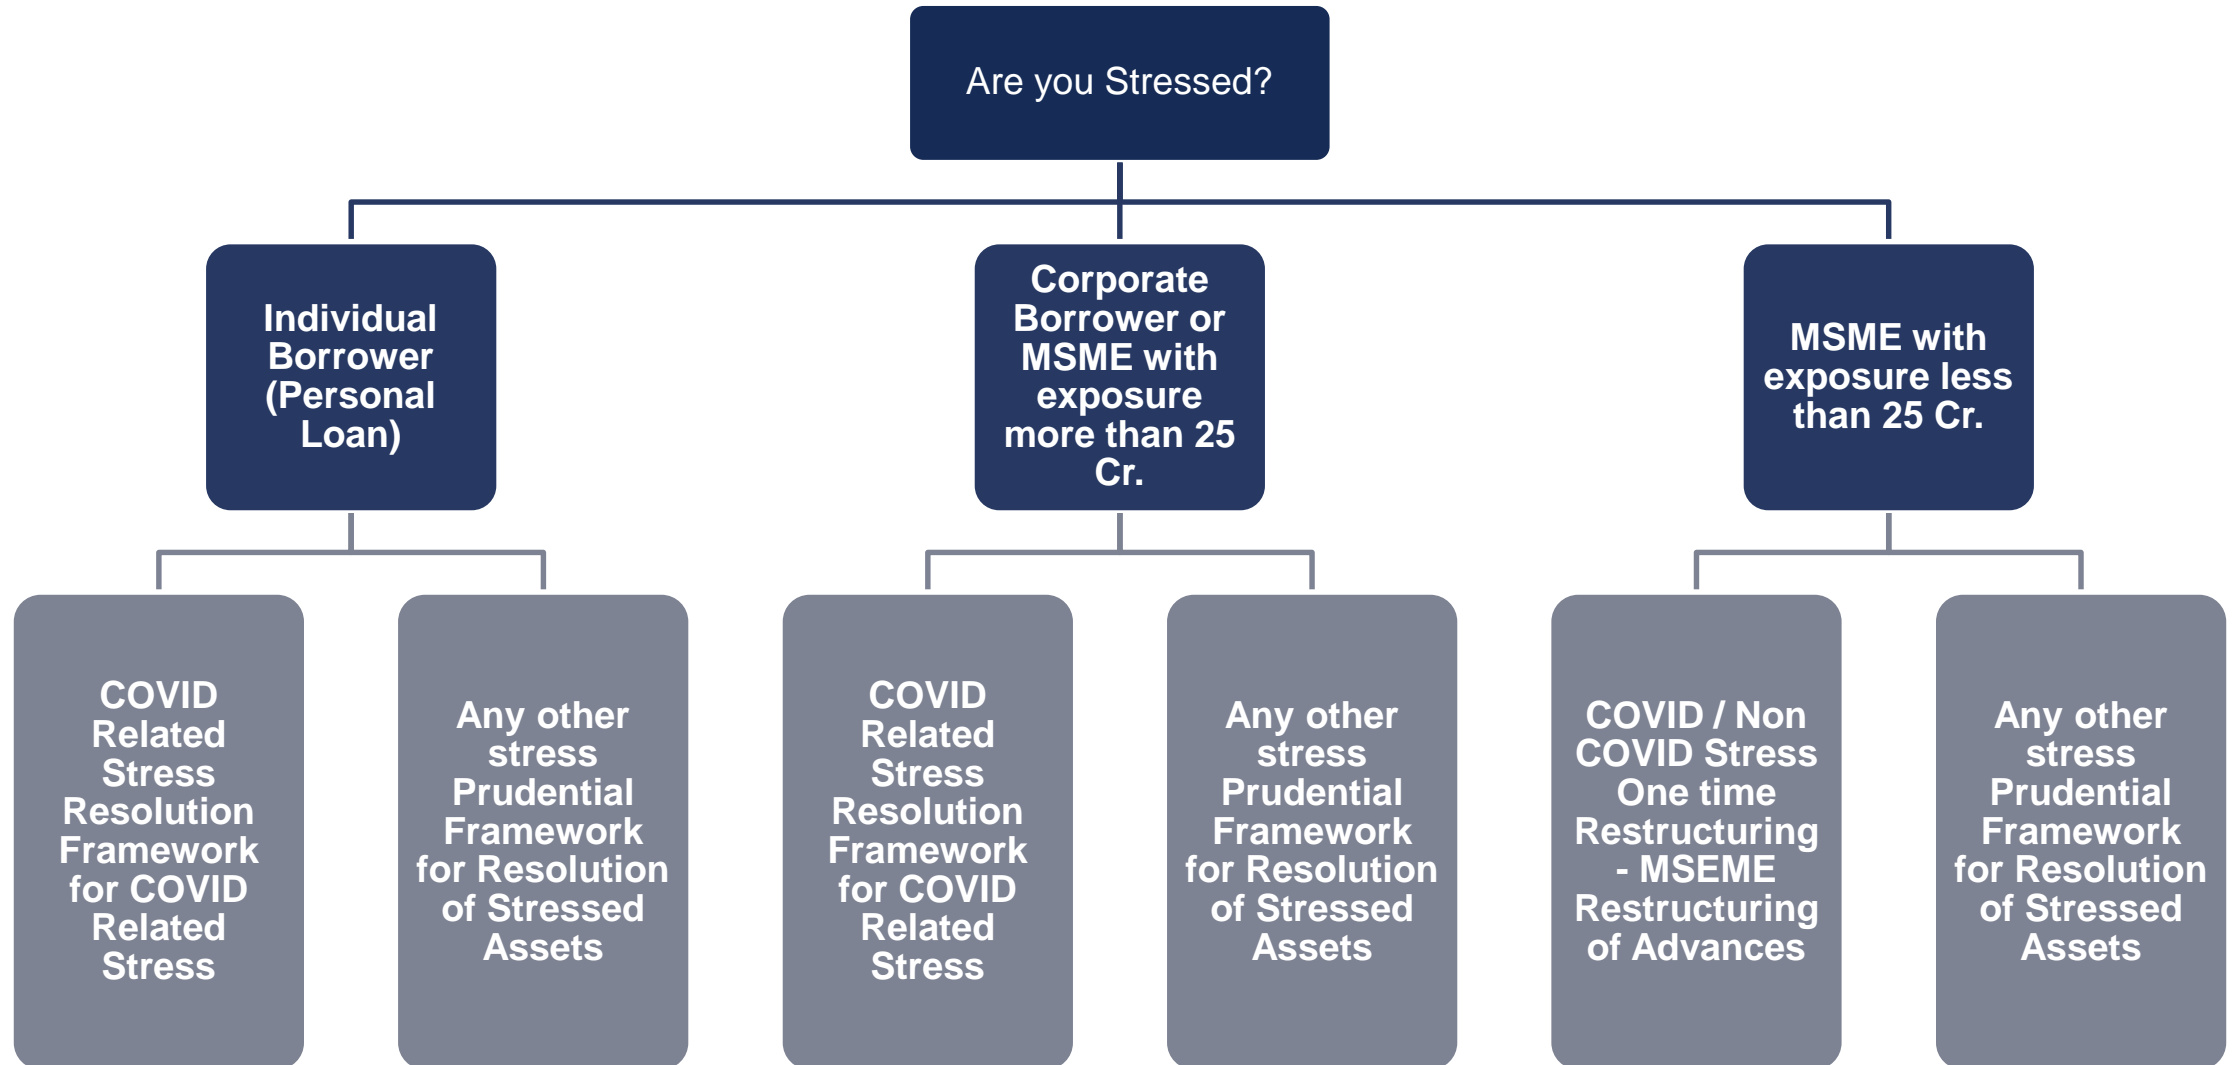 Are you Stressed?
Individual
Borrower
(Personal
Loan)
Corporate
Borrower or
MSME with
exposure
more than 25
Cr.
MSME with
exposure less
than 25 Cr.
COVID
Related
Stress
Resolution
Framework
for COVID
Related
Stress
Any other
stress
Prudential
Framework
for Resolution
of Stressed
Assets
COVID
Related
Stress
Resolution
Framework
for COVID
Related
Stress
Any other
stress
Prudential
Framework
for Resolution
of Stressed
Assets
COVID / Non
COVID Stress
One time
Restructuring
- MSEME
Restructuring
of Advances
Any other
stress
Prudential
Framework
for Resolution
of Stressed
Assets